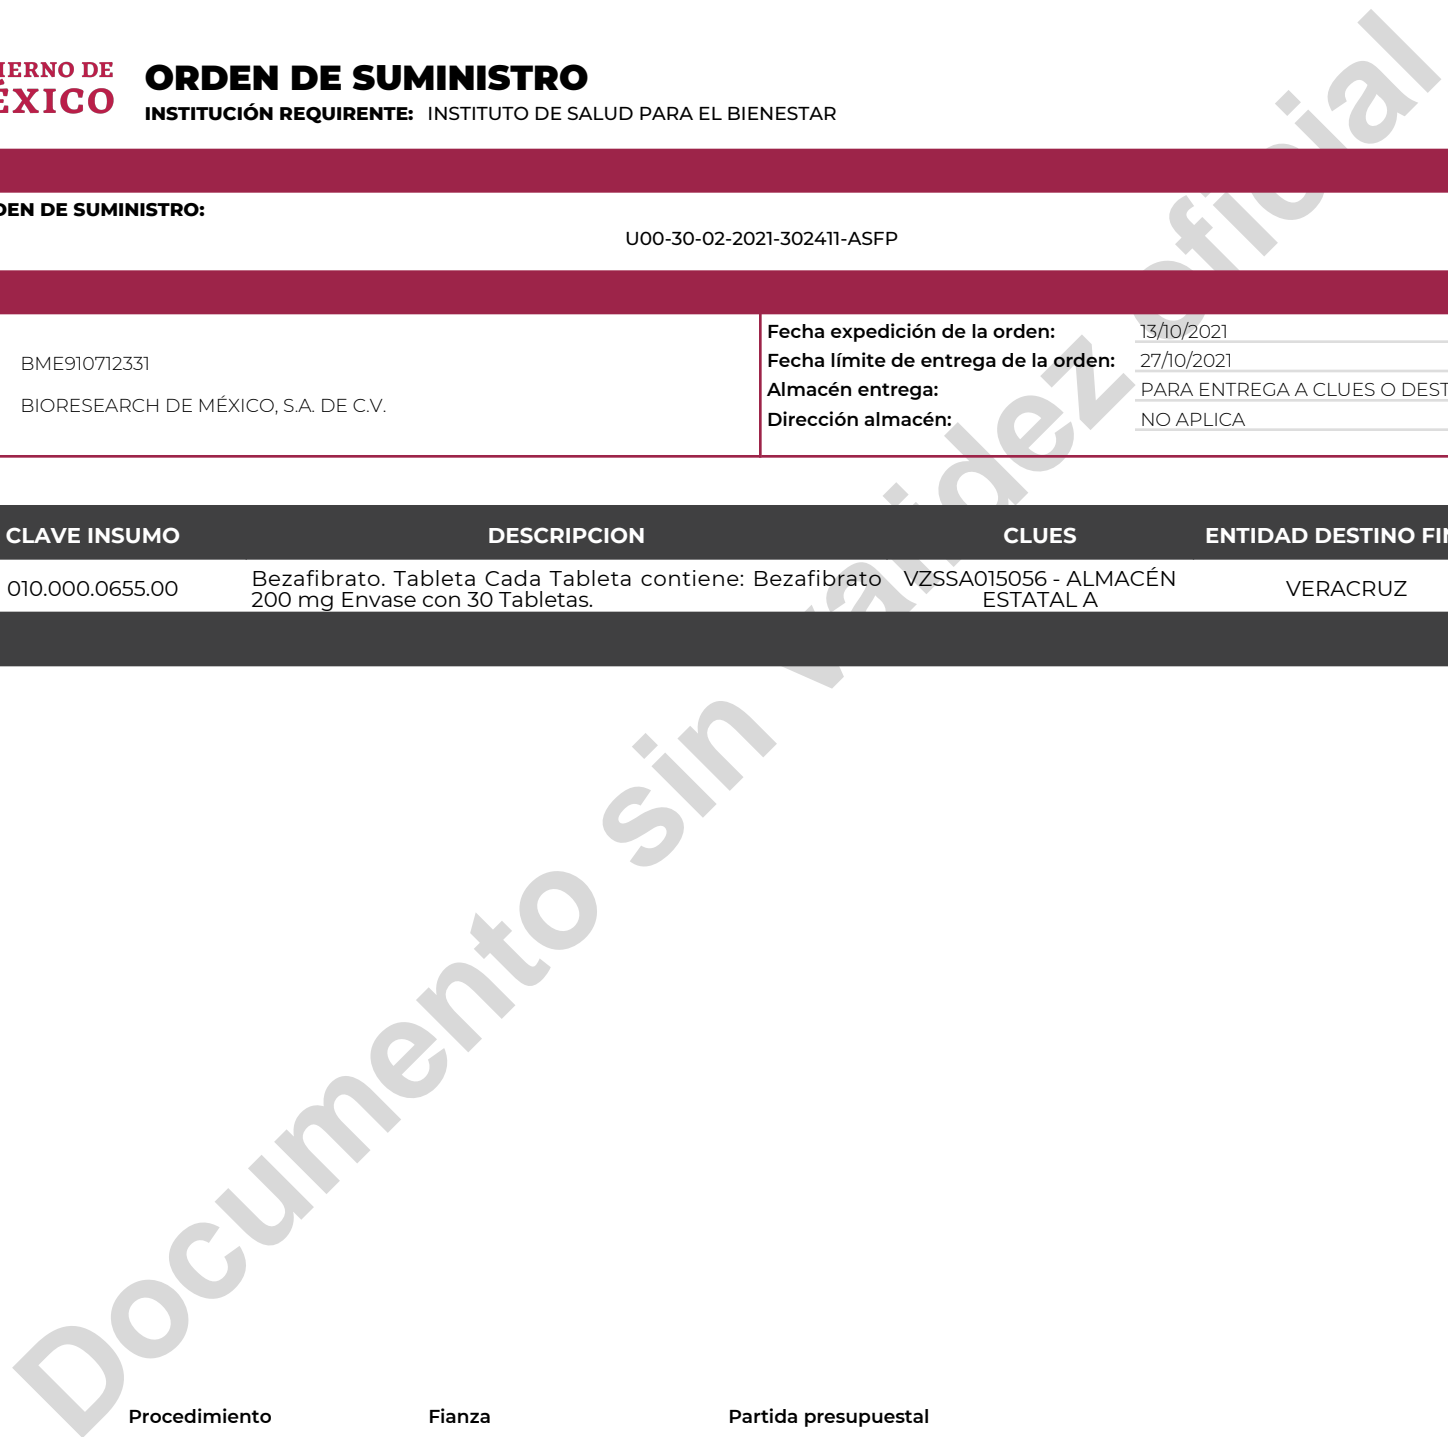 IERNO DE
ÉXICO
ORDEN DE SUMINISTRO
INSTITUCIÓN REQUIRENTE: INSTITUTO DE SALUD PARA EL BIENESTAR
DEN DE SUMINISTRO:
U00-30-02-2021-302411-ASFP
BME910712331
BIORESEARCH DE MÉXICO, S.A. DE C.V.
Fecha expedición de la orden: 13/10/2021
Fecha límite de entrega de la orden: 27/10/2021
Almacén entrega: PARA ENTREGA A CLUES O DEST
Dirección almacén: NO APLICA
CLAVE INSUMO DESCRIPCION CLUES ENTIDAD DESTINO FIN
010.000.0655.00
Bezafibrato. Tableta Cada Tableta contiene: Bezafibrato
200 mg Envase con 30 Tabletas.
VZSSA015056 - ALMACÉN
ESTATAL A
VERACRUZ
Documento sin validez oficial
Procedimiento Fianza Partida presupuestal